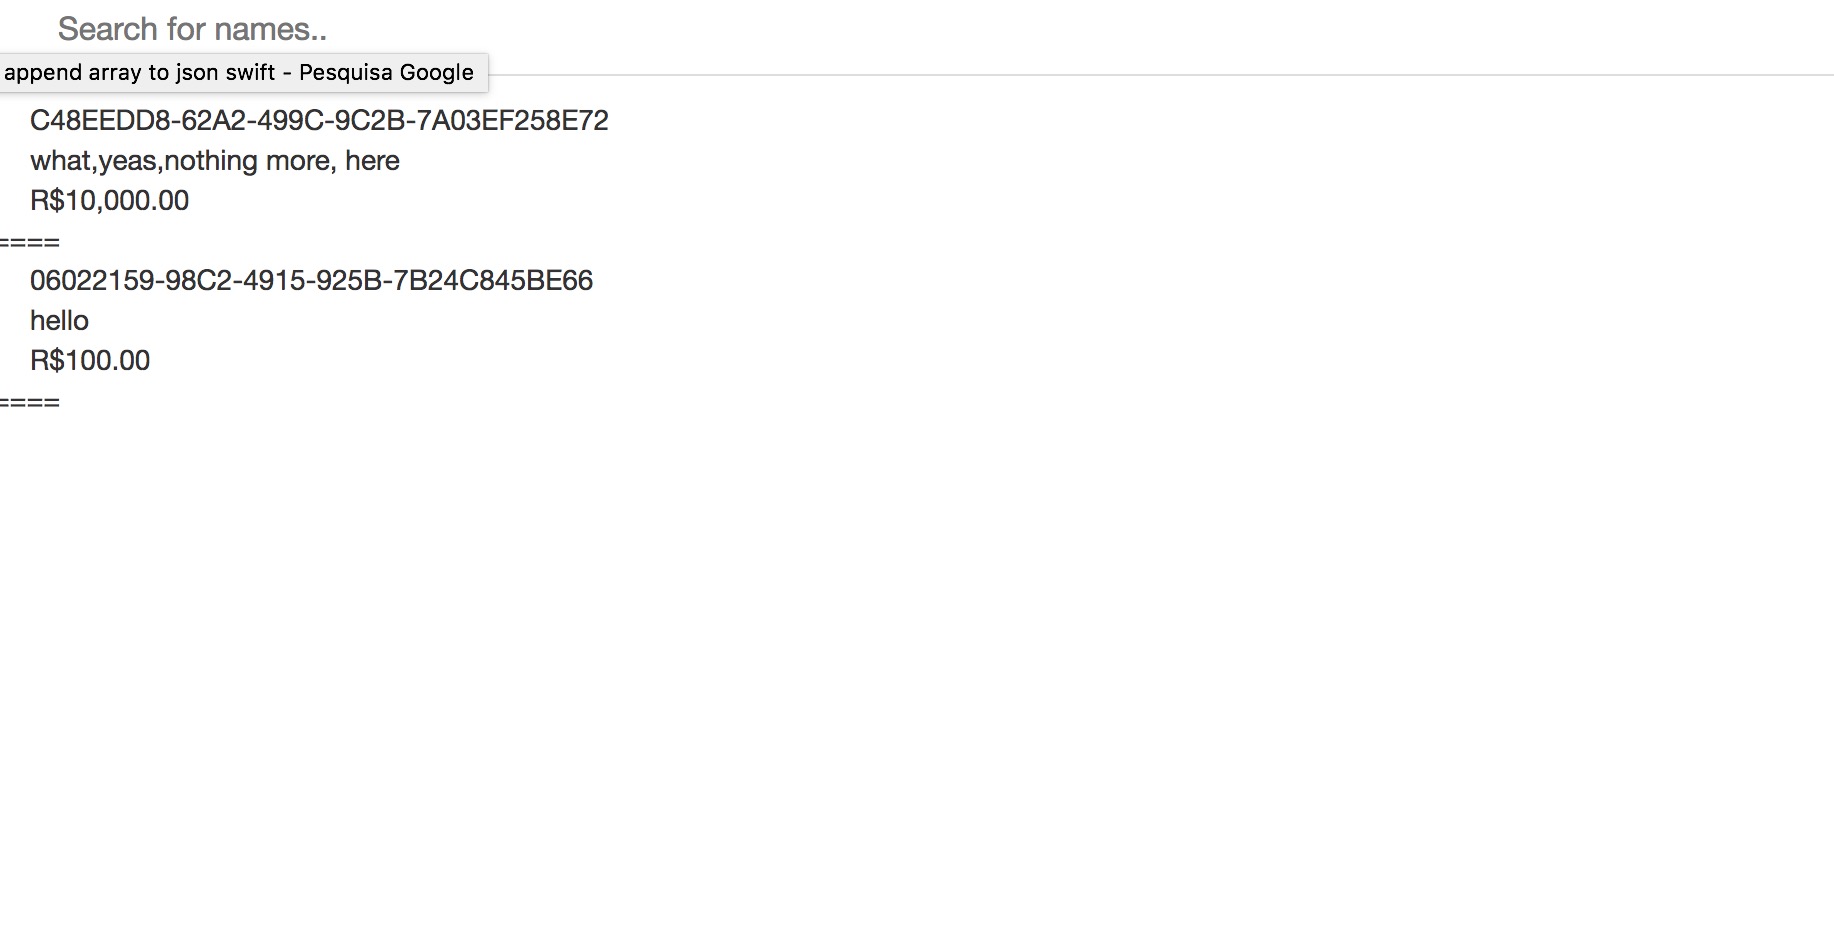 Search for names..
append array to json swift - Pesquisa Google
C48EEDD8-62A2-499C-9C2B-7A03EF258E72
what,yeas,nothing more, here
R$10,000.00
====
06022159-98C2-4915-925B-7B24C845BE66
hello
R$100.00
====